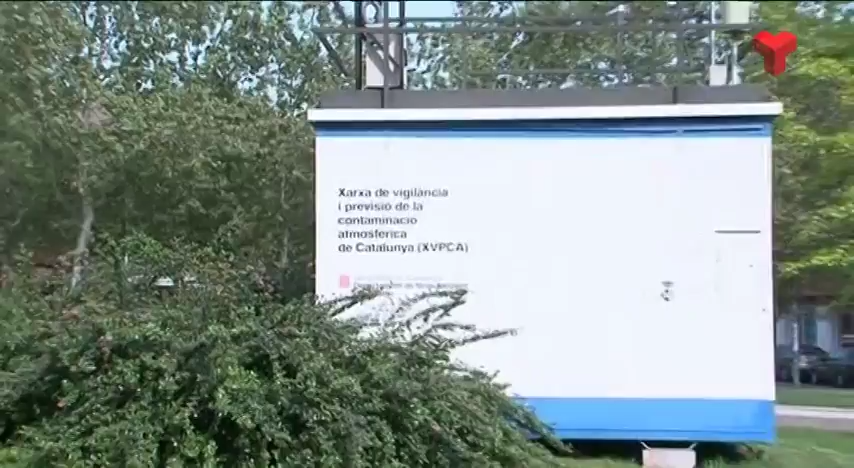 Xarxa de vigilància
i previsió de la
contaminació
atmosfèrica
de Catalunya (XVPCA)